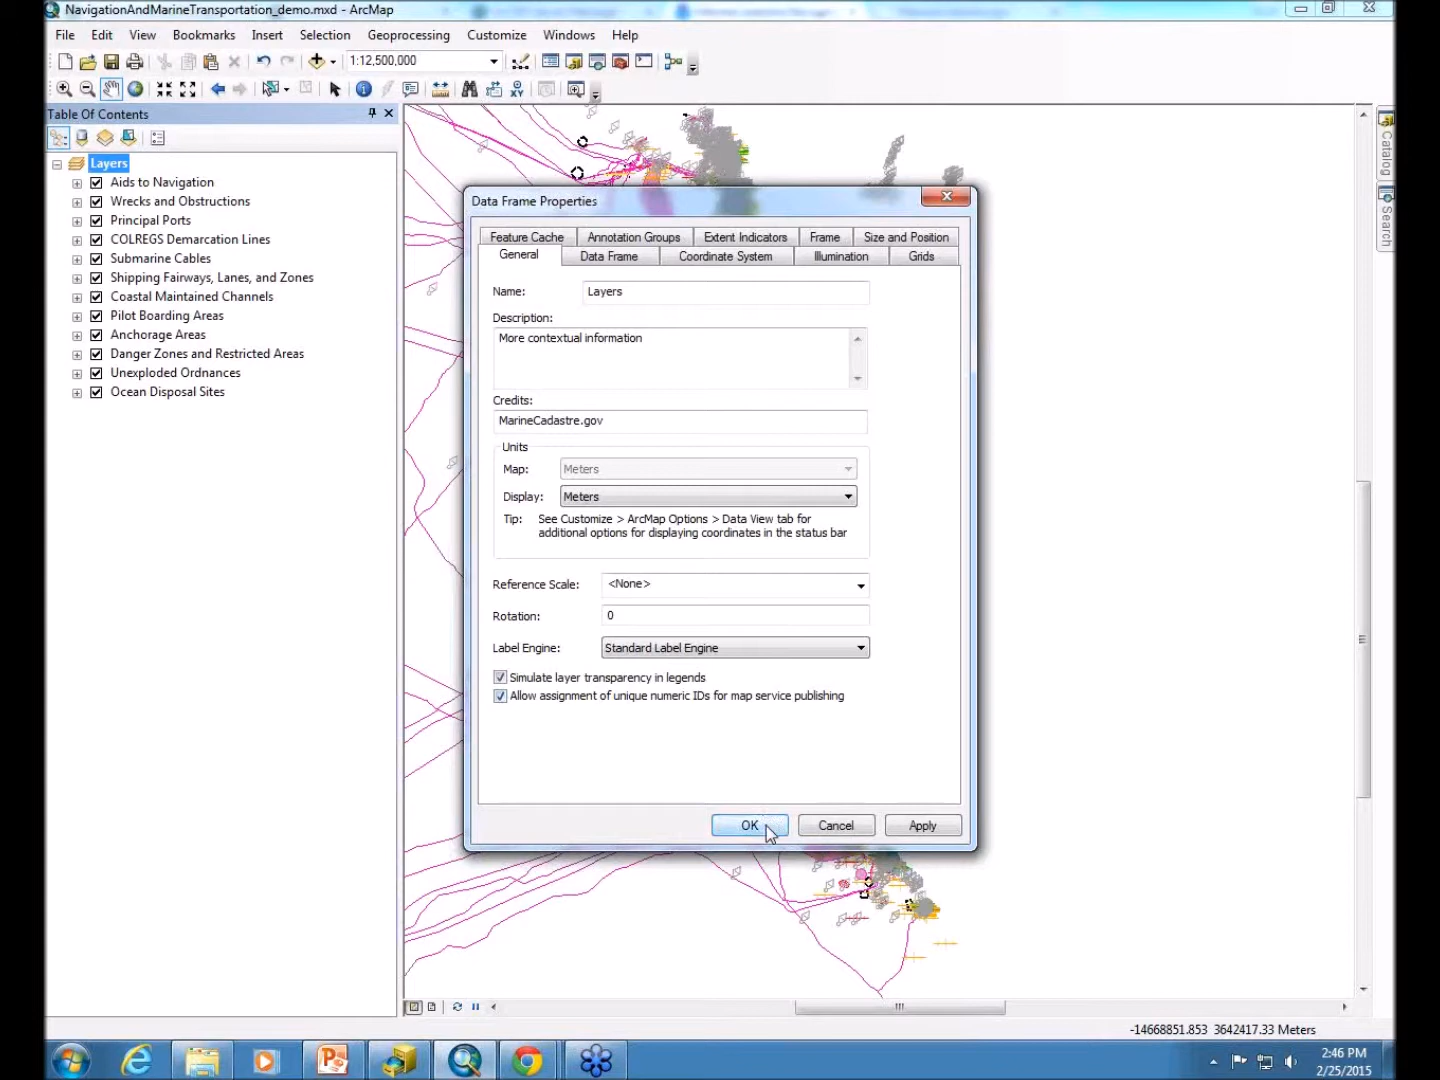 NavigationAndMarineTransportation_demo.mxd - ArcMap
File Edit View Bookmarks Insert Selection Geoprocessing Customize Windows Help
1:12,500,000
Table Of Contents
Layers
Aids to Navigation
Wrecks and Obstructions
Principal Ports
COLREGS Demarcation Lines
Submarine Cables
Shipping Fairways, Lanes, and Zones
Coastal Maintained Channels
Pilot Boarding Areas
Anchorage Areas
Danger Zones and Restricted Areas
Unexploded Ordnances
Ocean Disposal Sites
Data Frame Properties
Feature Cache Annotation Groups Extent Indicators Frame Size and Position
General Data Frame Coordinate System Illumination Grids
Name: Layers
Description:
More contextual information
Credits:
MarineCadastre.gov
Units
Map: Meters
Display: Meters
Tip: See Customize > ArcMap Options > Data View tab for
additional options for displaying coordinates in the status bar
Reference Scale: <None>
Rotation: 0
Label Engine: Standard Label Engine
Simulate layer transparency in legends
Allow assignment of unique numeric IDs for map service publishing
OK Cancel Apply
Catalog
Search
-14668851.853 3642417.33 Meters
2:46 PM
2/25/2015